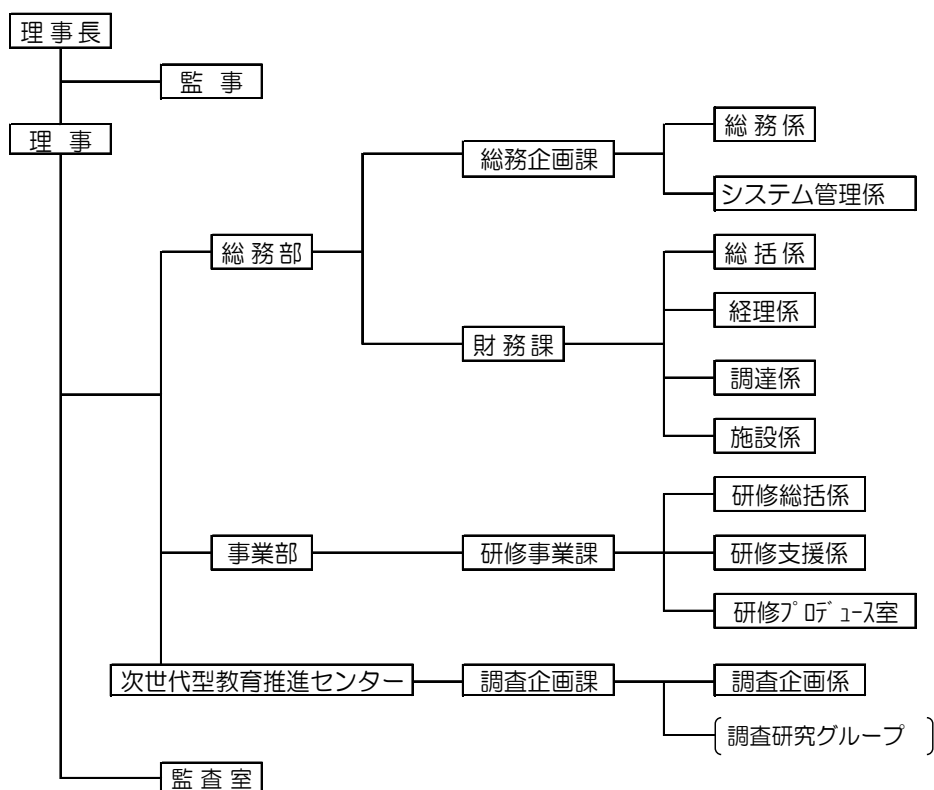 理事長
監 事
理 事
総務係
総務企画課
システム管理係
総務部
総括係
経理係
財務課
調達係
施設係
研修総括係
事業部
研修事業課
研修支援係
研修ﾌﾟﾛﾃﾞｭｰｽ室
次世代型教育推進センター
調査企画課
調査企画係
〔調査研究グループ 〕
監査室